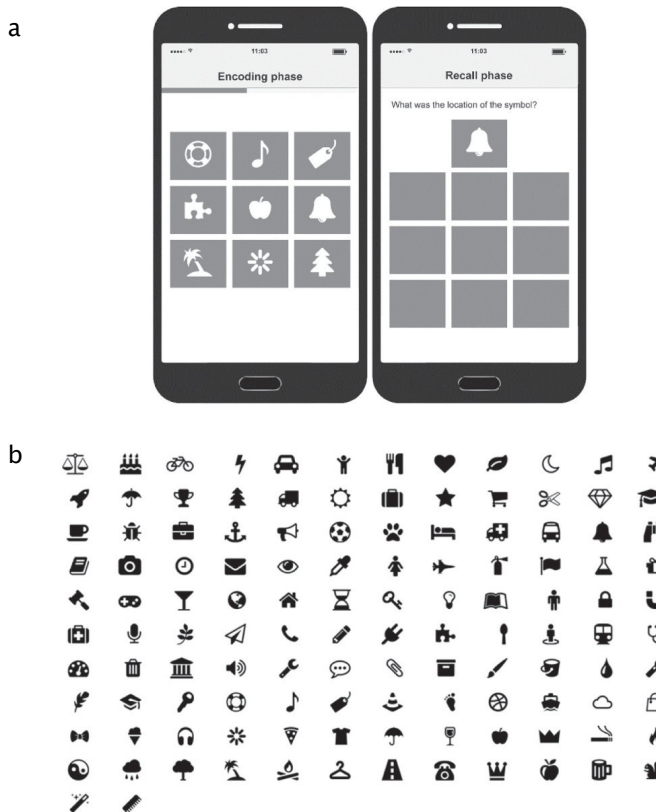 a
11:03
Encoding phase
11:03
Recall phase
What was the location of the symbol?
b